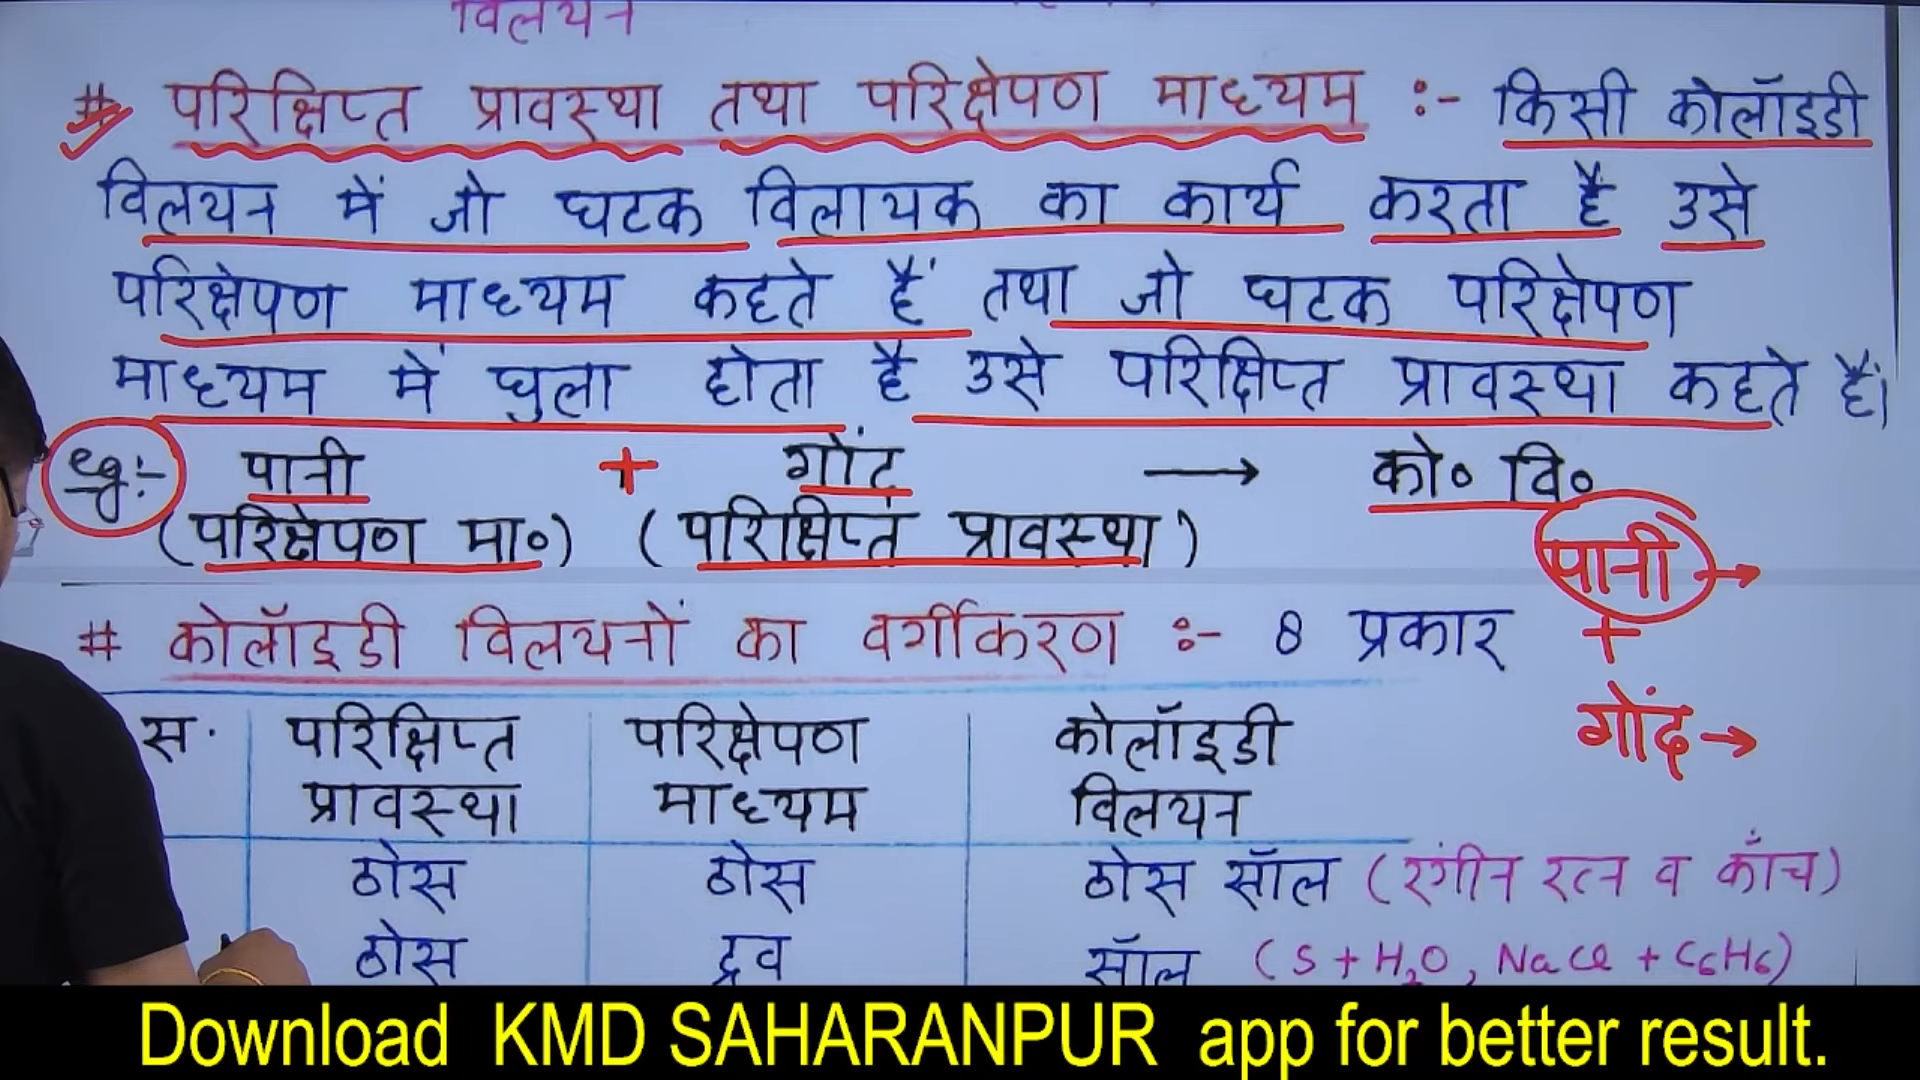 विलयन
# परिक्षिप्त प्रावस्था तथा परिक्षेपण माध्यम :- किसी कोलॉइडी
विलयन में जो घटक विलायक का कार्य करता है उसे
परिक्षेपण माध्यम कहते हैं तथा जो घटक परिक्षेपण
माध्यम में घुला होता है उसे परिक्षिप्त प्रावस्था कहते हैं।
eg:- पानी + गोंद → को० वि०
(परिक्षेपण मा०) (परिक्षिप्त प्रावस्था)
पानी →
+
गोंद →
# कोलॉइडी विलयनों का वर्गीकरण :- 8 प्रकार
स. परिक्षिप्त प्रावस्था परिक्षेपण माध्यम कोलॉइडी विलयन
ठोस ठोस ठोस सॉल (रंगीन रत्न व काँच)
ठोस द्रव सॉल (S + H2O, NaCl + C6H6)
Download KMD SAHARANPUR app for better result.